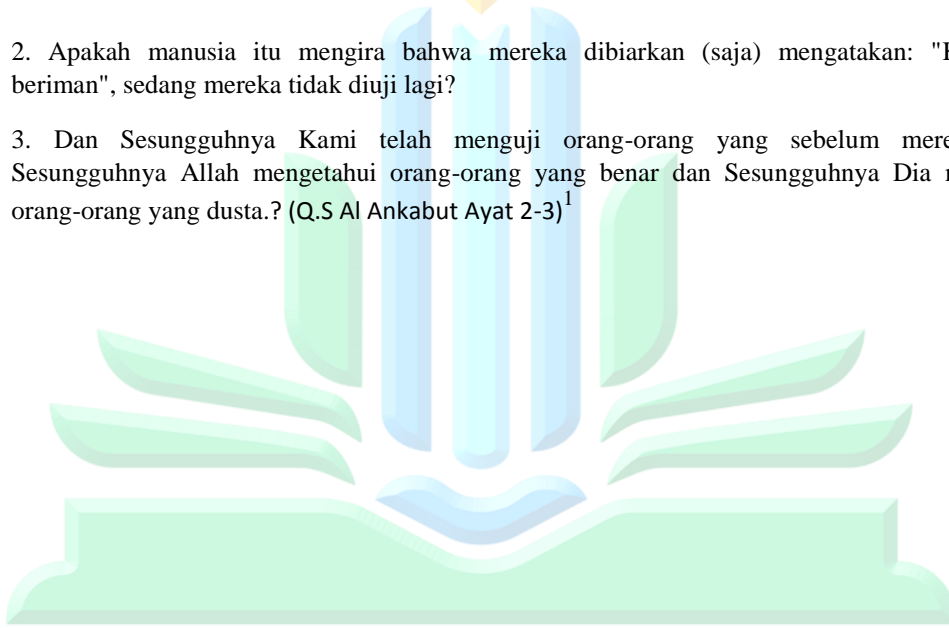 2. Apakah manusia itu mengira bahwa mereka dibiarkan (saja) mengatakan:
beriman", sedang mereka tidak diuji lagi?
3. Dan Sesungguhnya Kami telah menguji orang-orang yang sebelum
Sesungguhnya Allah mengetahui orang-orang yang benar dan Sesungguhnya Dia
orang-orang yang dusta.? (Q.S Al Ankabut Ayat 2-3)1